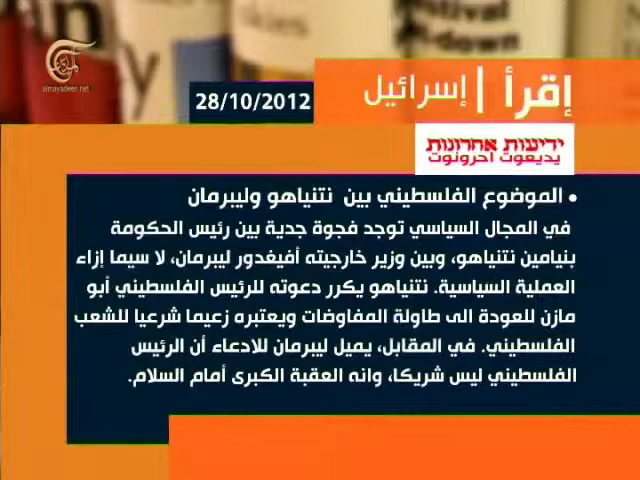 almayadeen.net
إقرأ | إسرائيل
28/10/2012
ידיעות אחרונות
يديعوت احرونوت
• الموضوع الفلسطيني بين نتنياهو وليبرمان
في المجال السياسي توجد فجوة جدية بين رئيس الحكومة
بنيامين نتنياهو، وبين وزير خارجيته أفيغدور ليبرمان، لا سيما إزاء
العملية السياسية. نتنياهو يكرر دعوته للرئيس الفلسطيني أبو
مازن للعودة الى طاولة المفاوضات ويعتبره زعيما شرعيا للشعب
الفلسطيني. في المقابل، يميل ليبرمان للادعاء أن الرئيس
الفلسطيني ليس شريكا، وانه العقبة الكبرى أمام السلام.